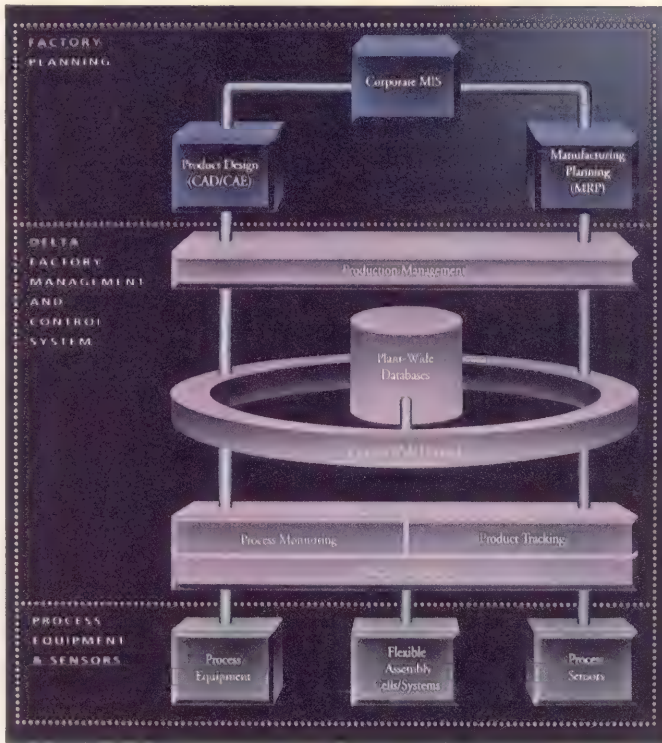 FACTORY
PLANNING
Corporate MIS
Product Design
(CAD/CAE)
Manufacturing
Planning
(MRP)
DELTA
FACTORY
MANAGEMENT
AND
CONTROL
SYSTEM
Production Management
Plant-Wide
Databases
Process Monitoring
Product Tracking
PROCESS
EQUIPMENT
& SENSORS
Process
Equipment
Flexible
Assembly
Cells/Systems
Process
Sensors